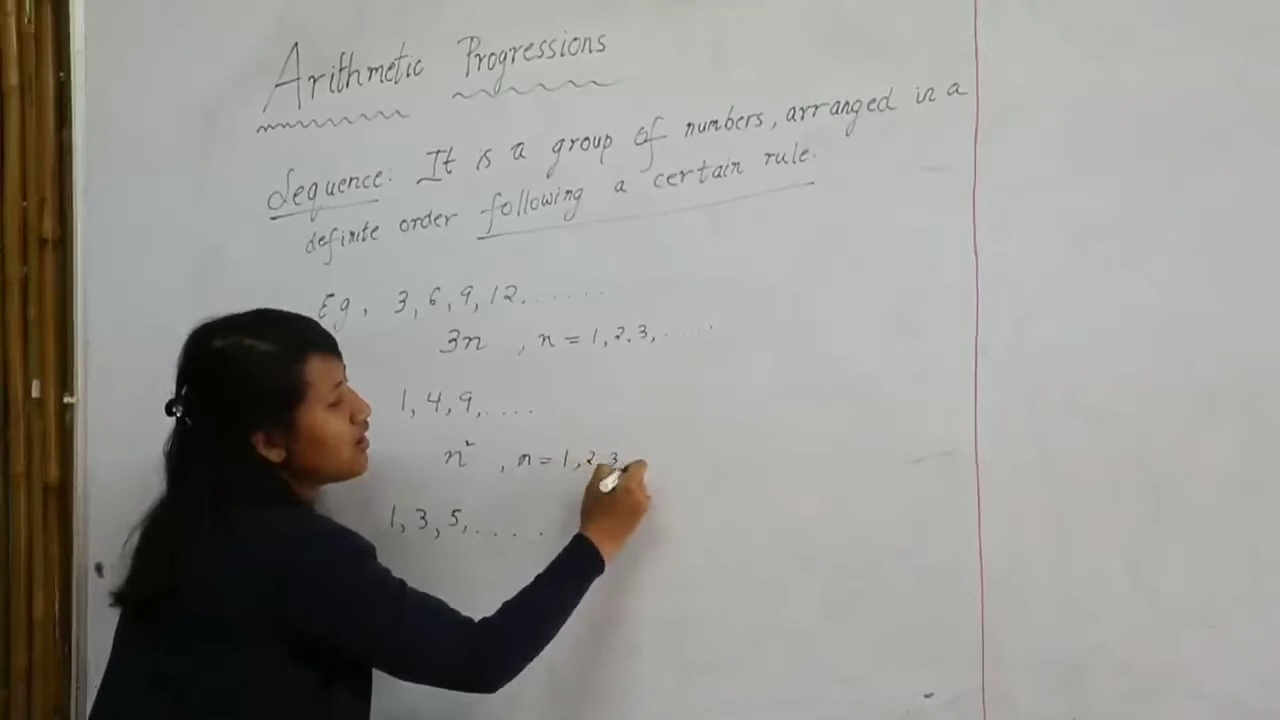 Arithmetic Progressions
Sequence: It is a group of numbers, arranged in a
definite order following a certain rule.
Eg, 3, 6, 9, 12.......
3n , n = 1, 2, 3, .....
1, 4, 9, ....
n² , n = 1, 2, 3,
1, 3, 5, ....